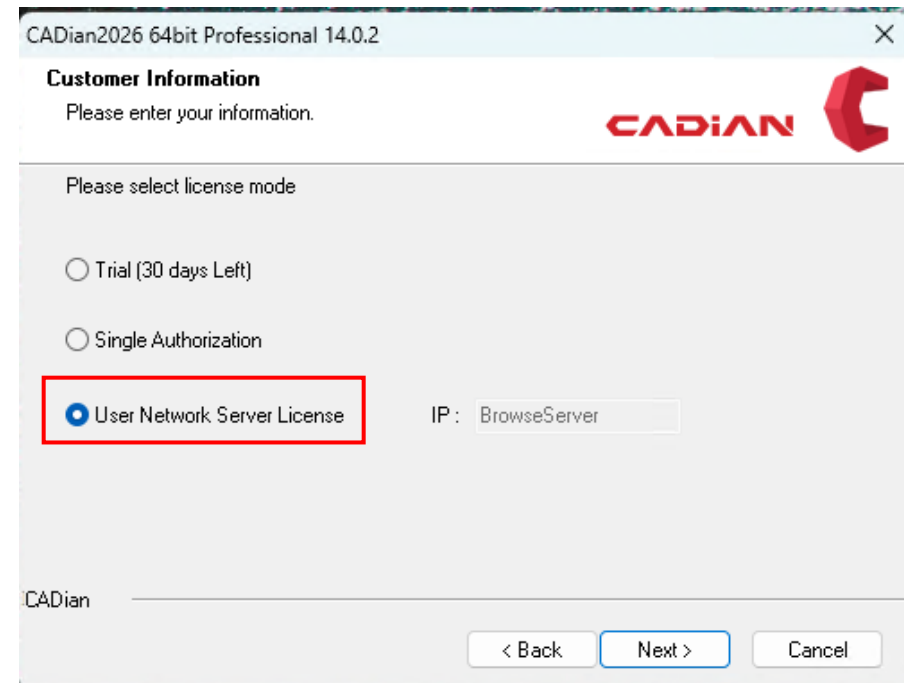 CADian2026 64bit Professional 14.0.2
Customer Information
Please enter your information.
CADiAN
Please select license mode
Trial (30 days Left)
Single Authorization
User Network Server License IP : BrowseServer
CADian
< Back Next > Cancel